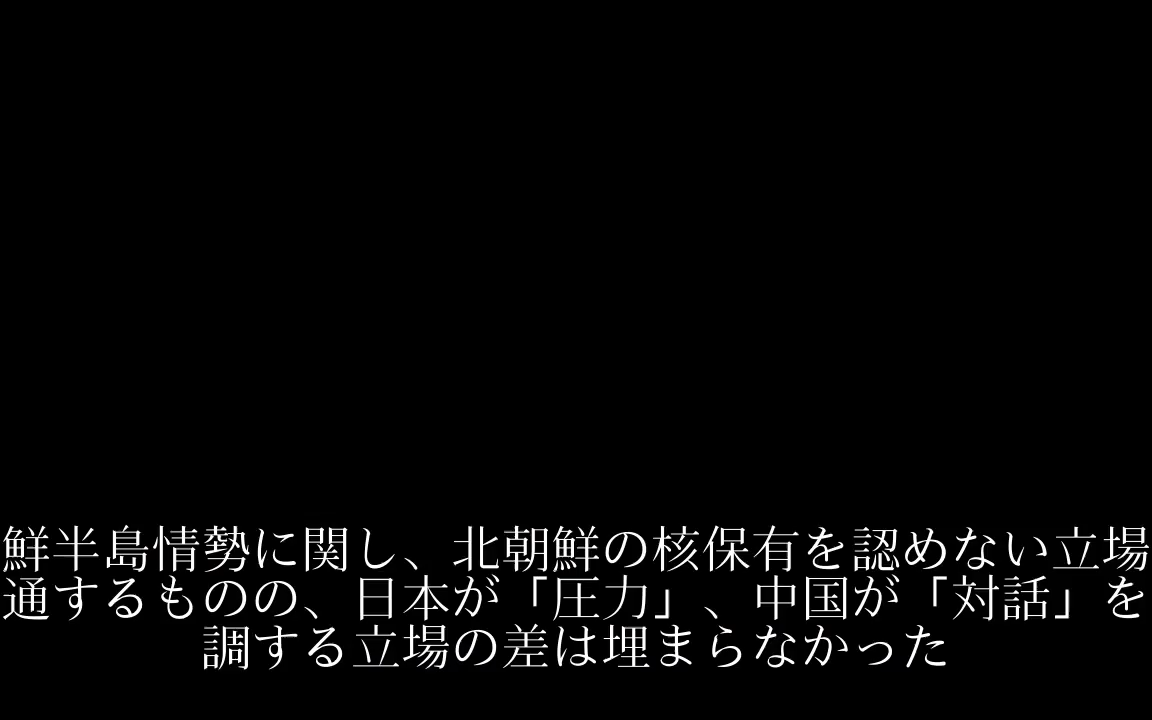 鮮半島情勢に関し、北朝鮮の核保有を認めない立場
通するものの、日本が「圧力」、中国が「対話」を
調する立場の差は埋まらなかった